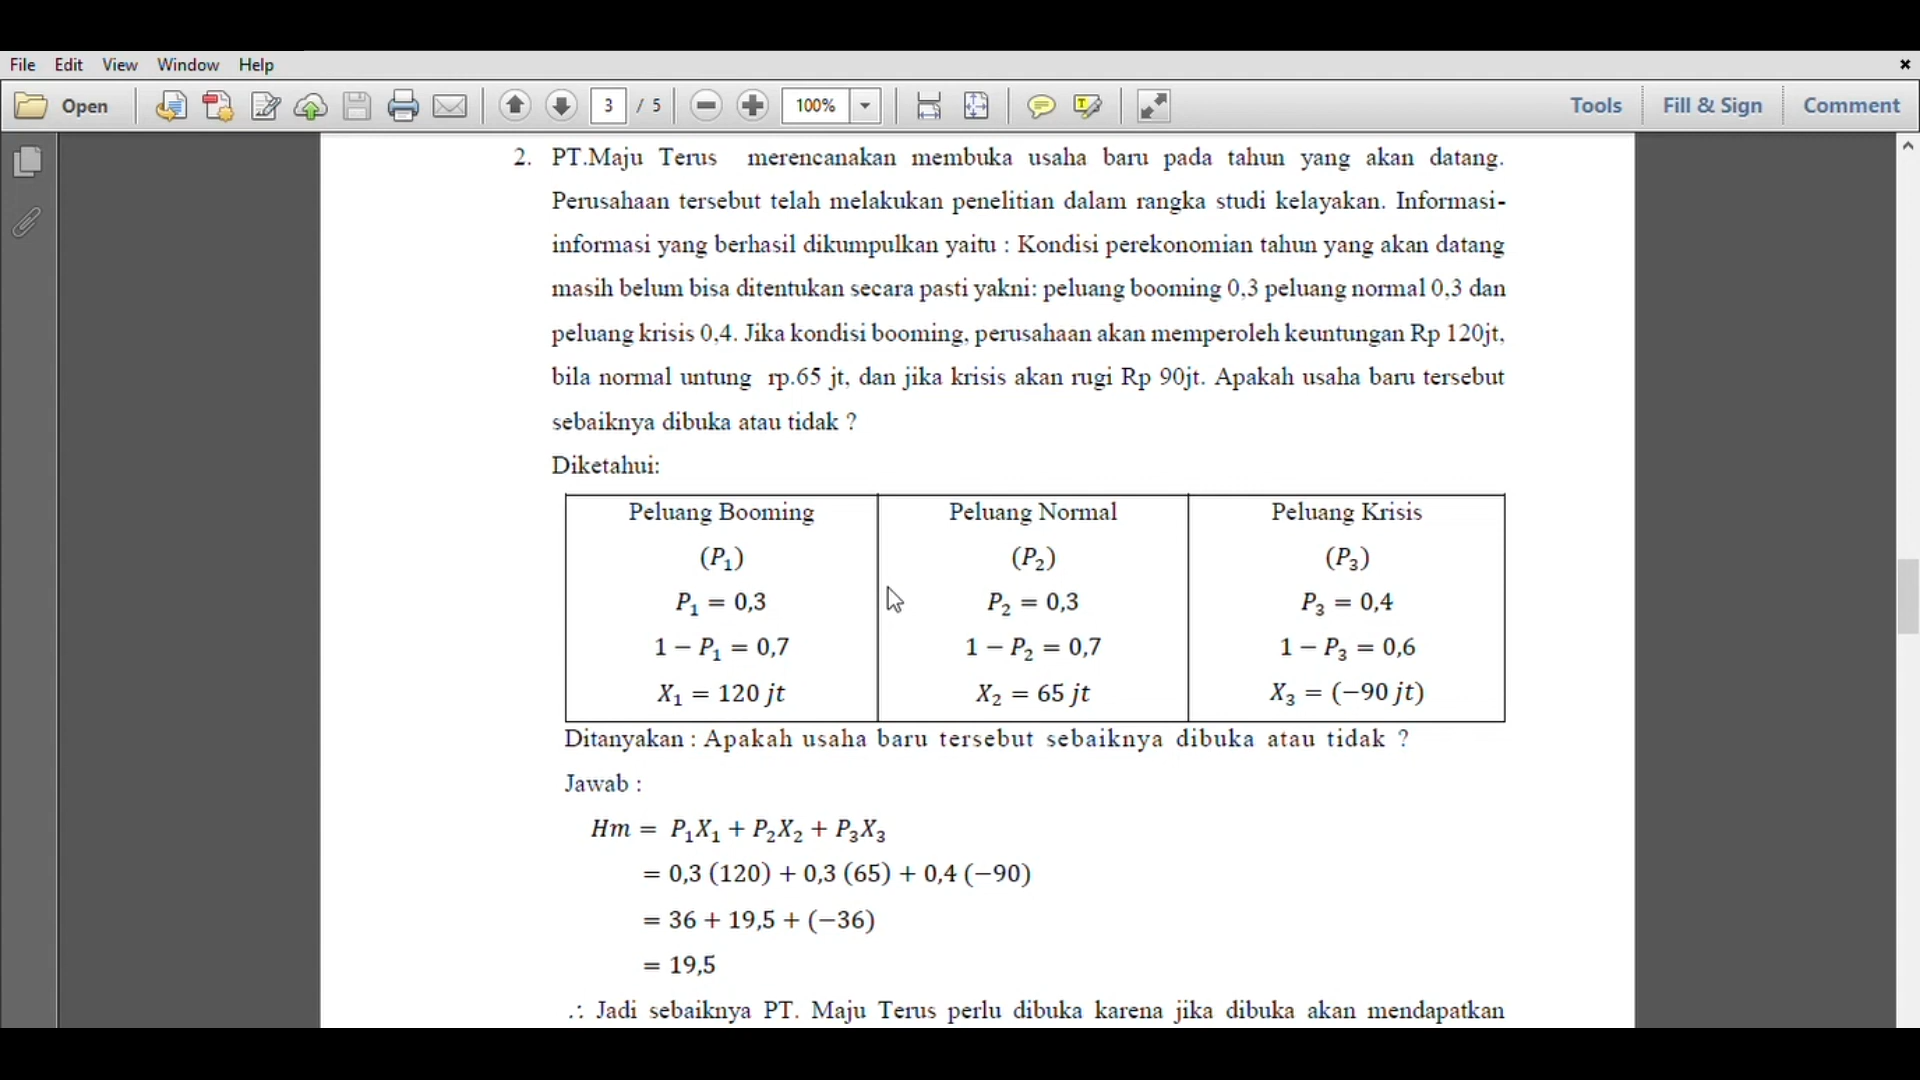 File Edit View Window Help
Open 3 / 5 100% Tools Fill & Sign Comment
2. PT.Maju Terus merencanakan membuka usaha baru pada tahun yang akan datang.
Perusahaan tersebut telah melakukan penelitian dalam rangka studi kelayakan. Informasi-
informasi yang berhasil dikumpulkan yaitu : Kondisi perekonomian tahun yang akan datang
masih belum bisa ditentukan secara pasti yakni: peluang booming 0,3 peluang normal 0,3 dan
peluang krisis 0,4. Jika kondisi booming, perusahaan akan memperoleh keuntungan Rp 120jt,
bila normal untung rp.65 jt, dan jika krisis akan rugi Rp 90jt. Apakah usaha baru tersebut
sebaiknya dibuka atau tidak ?
Diketahui:
Peluang Booming Peluang Normal Peluang Krisis
(P₁) (P₂) (P₃)
P₁ = 0,3 P₂ = 0,3 P₃ = 0,4
1 − P₁ = 0,7 1 − P₂ = 0,7 1 − P₃ = 0,6
X₁ = 120 jt X₂ = 65 jt X₃ = (−90 jt)
Ditanyakan : Apakah usaha baru tersebut sebaiknya dibuka atau tidak ?
Jawab :
Hm = P₁X₁ + P₂X₂ + P₃X₃
= 0,3 (120) + 0,3 (65) + 0,4 (−90)
= 36 + 19,5 + (−36)
= 19,5
∴ Jadi sebaiknya PT. Maju Terus perlu dibuka karena jika dibuka akan mendapatkan